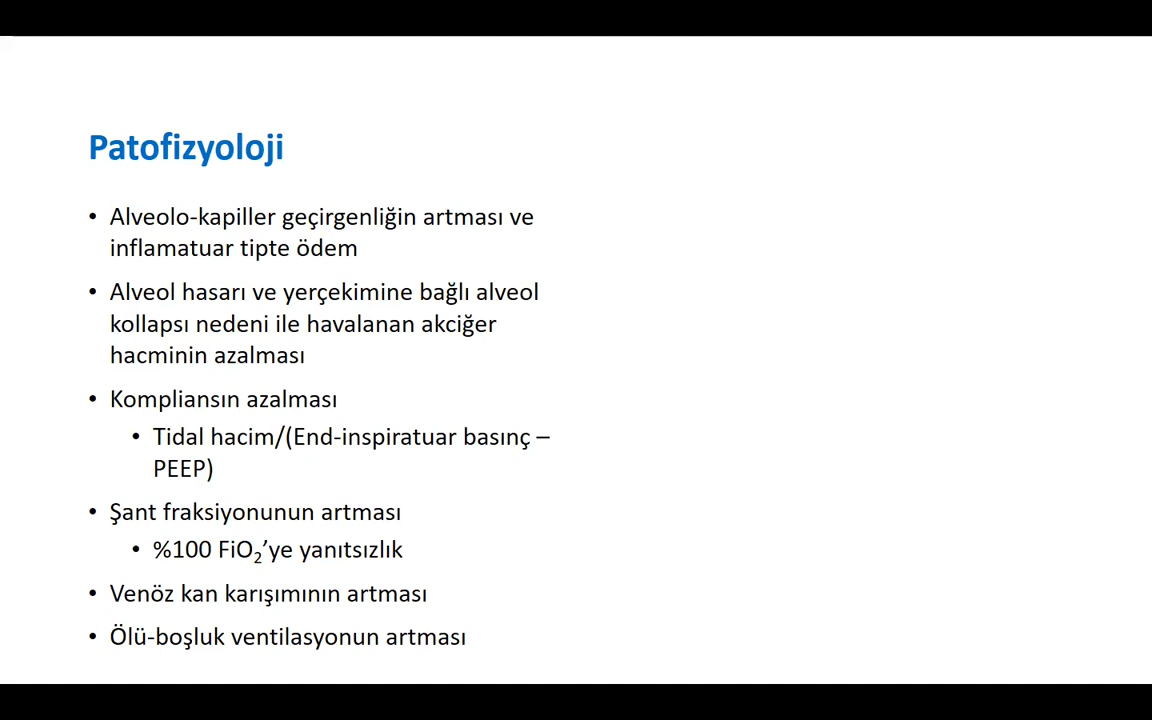 Patofizyoloji
• Alveolo-kapiller geçirgenliğin artması ve
inflamatuar tipte ödem
• Alveol hasarı ve yerçekimine bağlı alveol
kollapsı nedeni ile havalanan akciğer
hacminin azalması
• Kompliansın azalması
• Tidal hacim/(End-inspiratuar basınç –
PEEP)
• Şant fraksiyonunun artması
• %100 FiO₂’ye yanıtsızlık
• Venöz kan karışımının artması
• Ölü-boşluk ventilasyonun artması